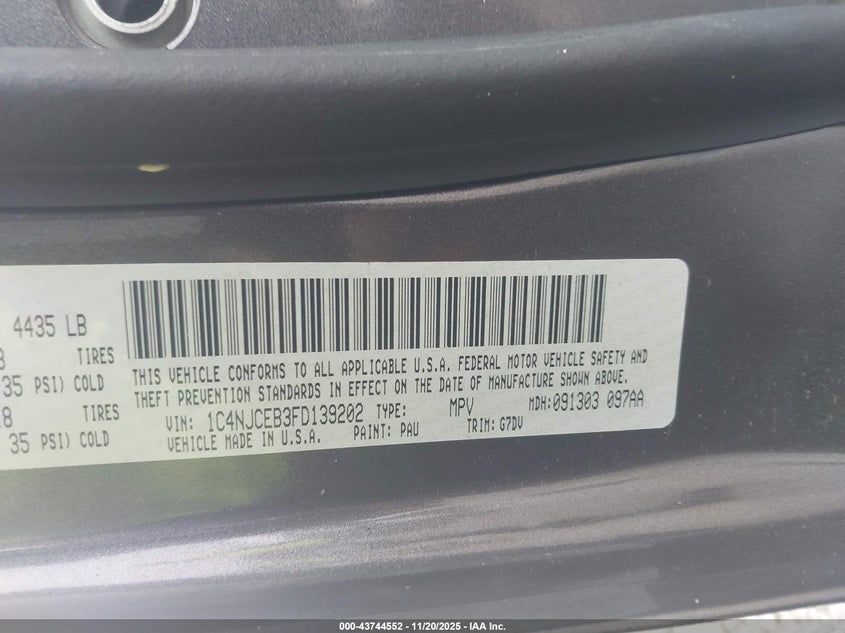 4435 LB
TIRES
35 PSI) COLD
TIRES
35 PSI) COLD
THIS VEHICLE CONFORMS TO ALL APPLICABLE U.S.A. FEDERAL MOTOR VEHICLE SAFETY AND
THEFT PREVENTION STANDARDS IN EFFECT ON THE DATE OF MANUFACTURE SHOWN ABOVE.
VIN: 1C4NJCEB3FD139202 TYPE: MPV MDH:091303 097AA
VEHICLE MADE IN U.S.A. PAINT: PAU TRIM: G7DV
000-43744552 - 11/20/2025 - IAA Inc.